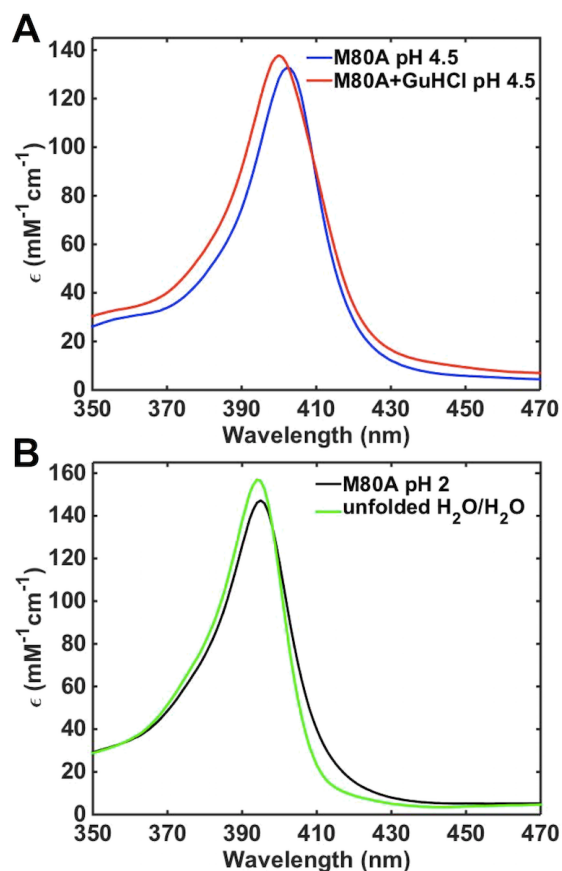 A
M80A pH 4.5
M80A+GuHCl pH 4.5
140
120
100
80
60
40
20
0
ϵ (mM⁻¹cm⁻¹)
350 370 390 410 430 450 470
Wavelength (nm)
B
M80A pH 2
unfolded H₂O/H₂O
160
140
120
100
80
60
40
20
0
ϵ (mM⁻¹cm⁻¹)
350 370 390 410 430 450 470
Wavelength (nm)